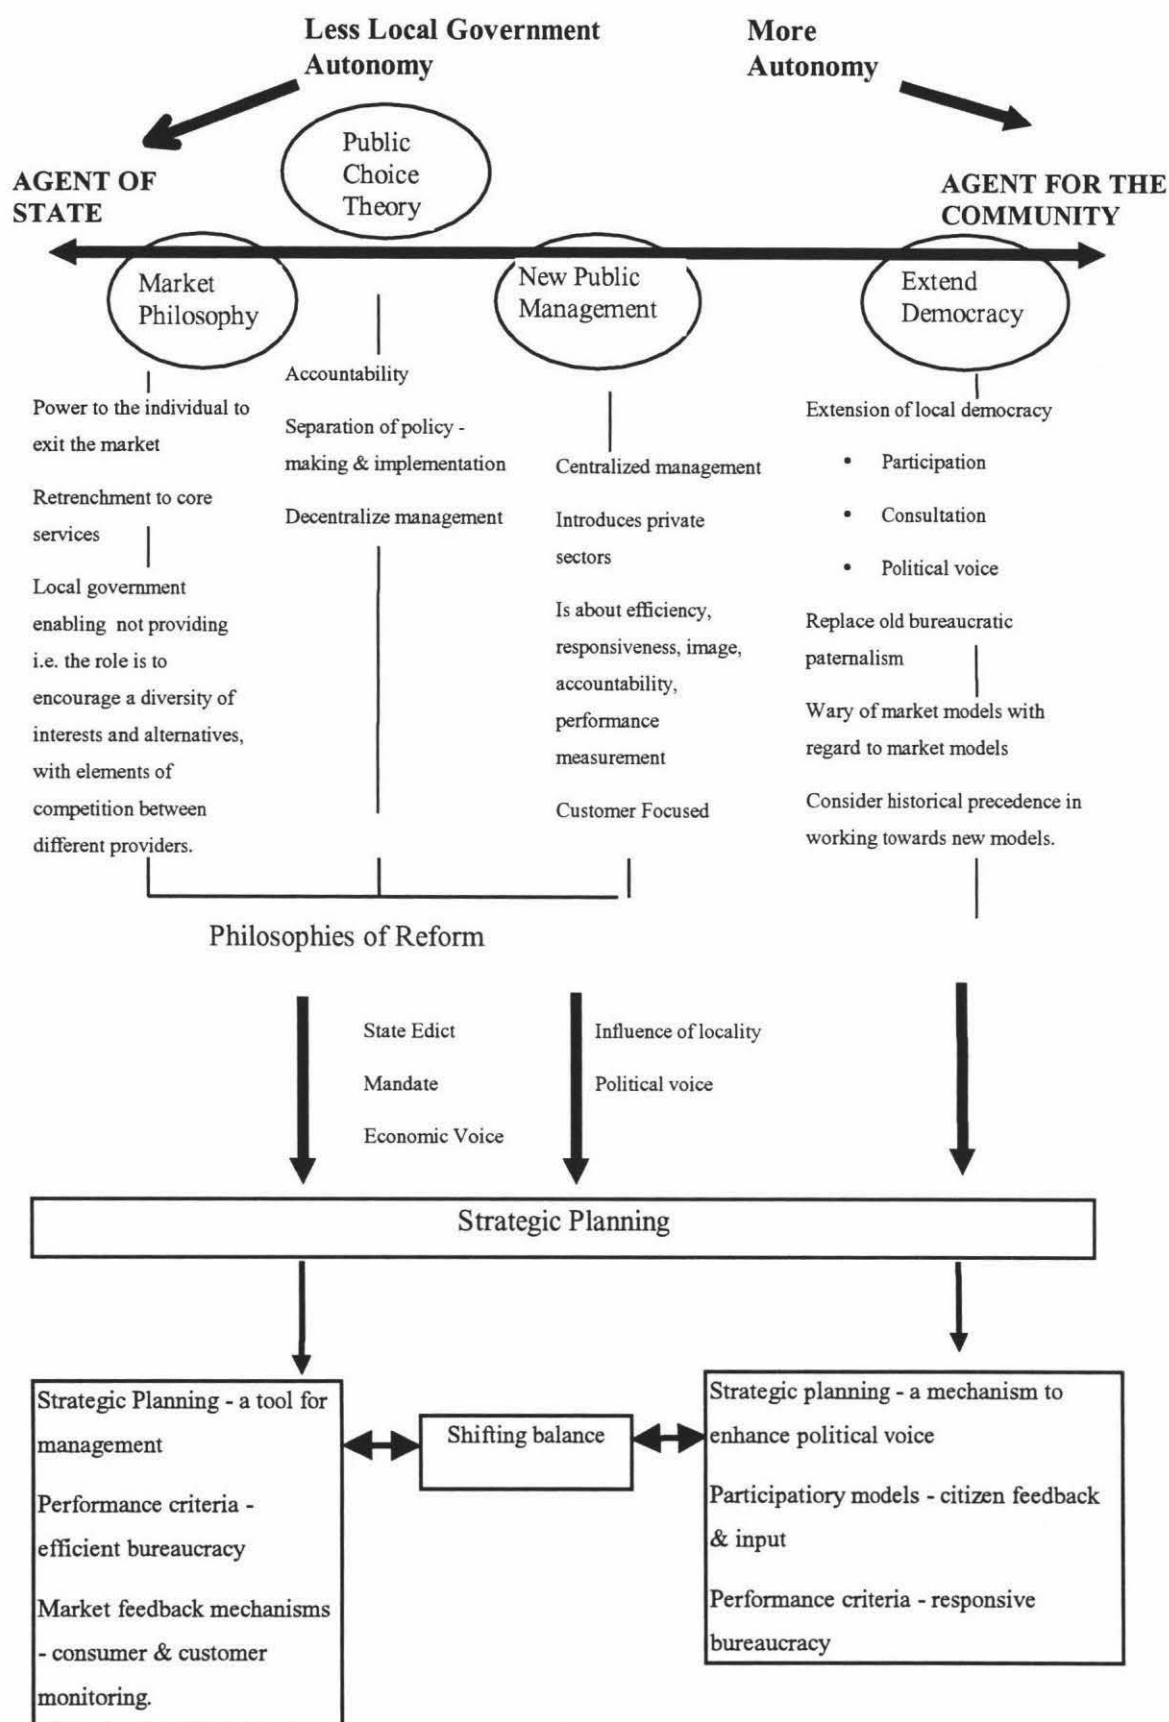 Less Local Government
Autonomy
More
Autonomy
Public
Choice
Theory
AGENT OF
STATE
AGENT FOR THE
COMMUNITY
Market
Philosophy
New Public
Management
Extend
Democracy
Power to the individual to
exit the market
Retrenchment to core
services
Local government
enabling not providing
i.e. the role is to
encourage a diversity of
interests and alternatives,
with elements of
competition between
different providers.
Accountability
Separation of policy -
making & implementation
Decentralize management
Centralized management
Introduces private
sectors
Is about efficiency,
responsiveness, image,
accountability,
performance
measurement
Customer Focused
Extension of local democracy
• Participation
• Consultation
• Political voice
Replace old bureaucratic
paternalism
Wary of market models with
regard to market models
Consider historical precedence in
working towards new models.
Philosophies of Reform
State Edict
Mandate
Economic Voice
Influence of locality
Political voice
Strategic Planning
Strategic Planning - a tool for
management
Performance criteria -
efficient bureaucracy
Market feedback mechanisms
- consumer & customer
monitoring.
Shifting balance
Strategic planning - a mechanism to
enhance political voice
Participatiory models - citizen feedback
& input
Performance criteria - responsive
bureaucracy